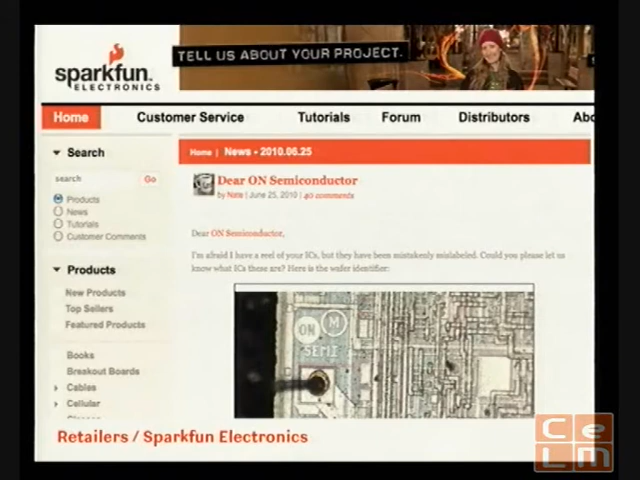 TELL US ABOUT YOUR PROJECT.
sparkfun.
ELECTRONICS
Home Customer Service Tutorials Forum Distributors Abo
Search
search Go
Products
News
Tutorials
Customer Comments
Products
New Products
Top Sellers
Featured Products
Books
Breakout Boards
Cables
Cellular
Home | News - 2010.06.25
Dear ON Semiconductor
by Nate | June 25, 2010 | 40 comments
Dear ON Semiconductor,
I'm afraid I have a reel of your ICs, but they have been mistakenly mislabeled. Could you please let us
know what ICs these are? Here is the wafer identifier:
ON M
SEMI
Retailers / Sparkfun Electronics
CeLm